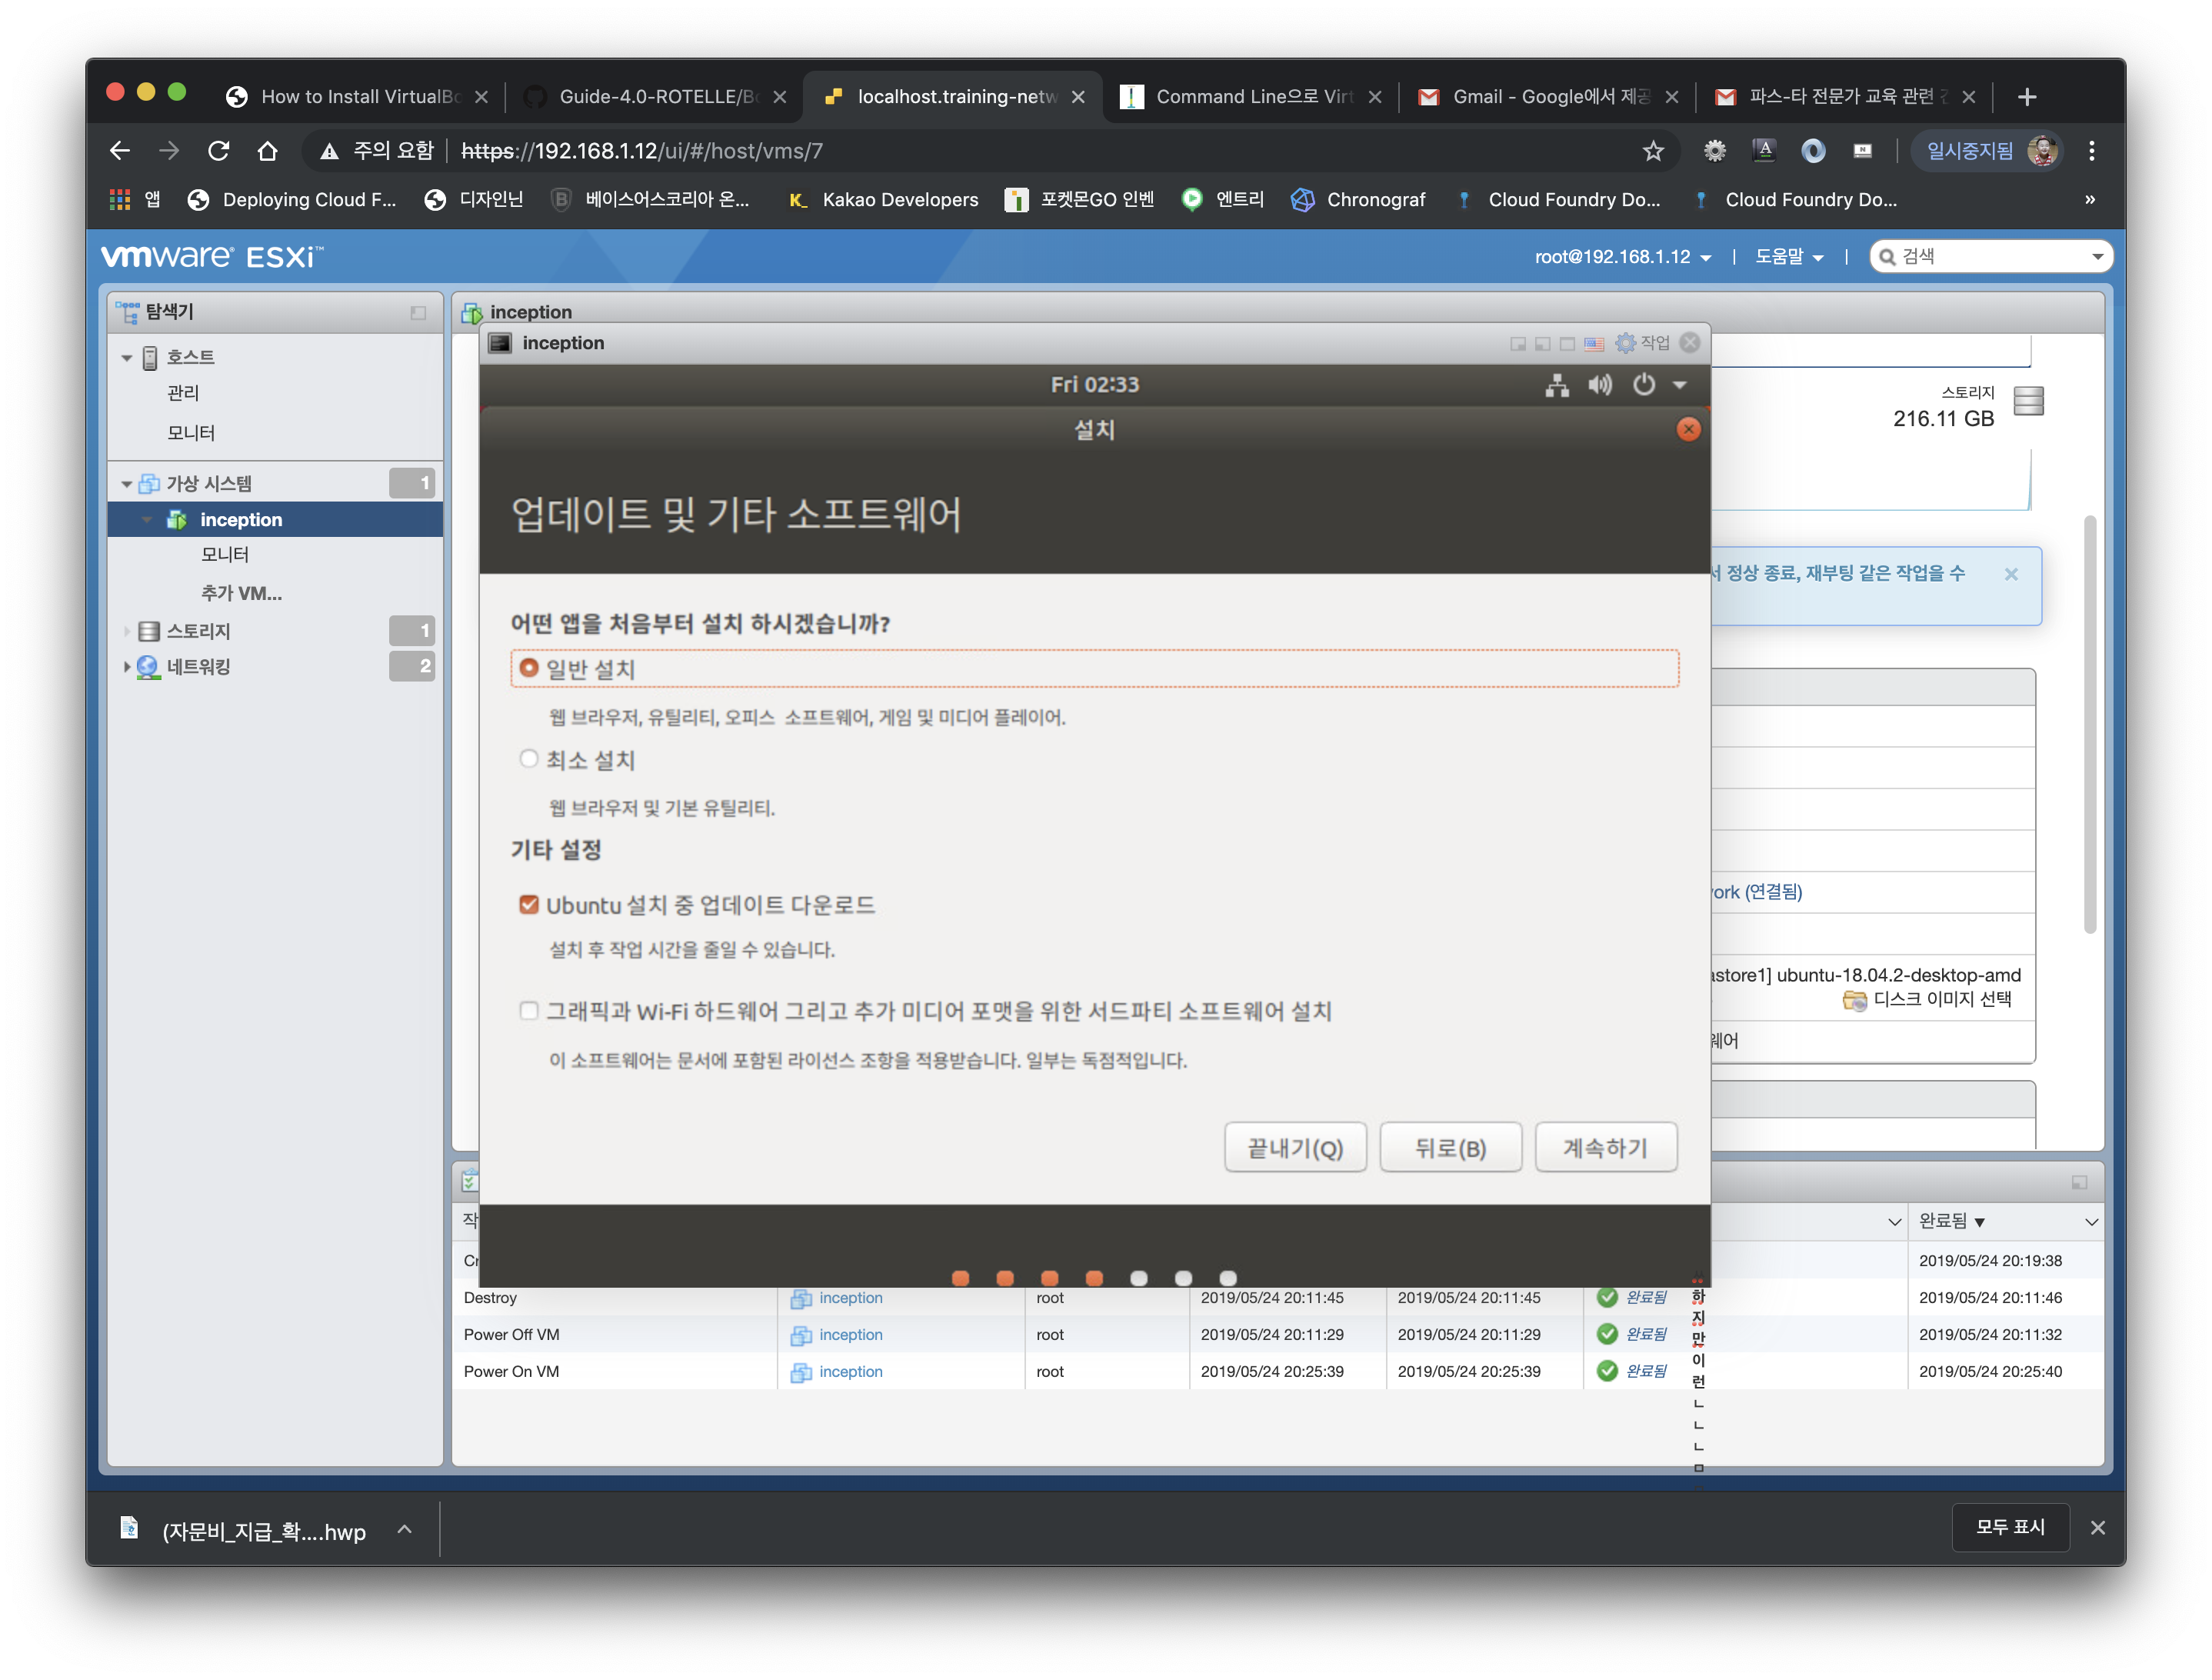 How to Install VirtualBo
Guide-4.0-ROTELLE/Bo
localhost.training-netw
Command Line으로 Virt
Gmail - Google에서 제공
파스-타 전문가 교육 관련
주의 요함
https://192.168.1.12/ui/#/host/vms/7
일시중지됨
앱
Deploying Cloud F...
디자인닌
베이스어스코리아 온...
Kakao Developers
포켓몬GO 인벤
엔트리
Chronograf
Cloud Foundry Do...
Cloud Foundry Do...
»
vmware® ESXi™
root@192.168.1.12
도움말
검색
탐색기
호스트
관리
모니터
가상 시스템 1
inception
모니터
추가 VM...
스토리지 1
네트워킹 2
inception
inception
작업
Fri 02:33
설치
업데이트 및 기타 소프트웨어
어떤 앱을 처음부터 설치 하시겠습니까?
일반 설치
웹 브라우저, 유틸리티, 오피스 소프트웨어, 게임 및 미디어 플레이어.
최소 설치
웹 브라우저 및 기본 유틸리티.
기타 설정
Ubuntu 설치 중 업데이트 다운로드
설치 후 작업 시간을 줄일 수 있습니다.
그래픽과 Wi-Fi 하드웨어 그리고 추가 미디어 포맷을 위한 서드파티 소프트웨어 설치
이 소프트웨어는 문서에 포함된 라이선스 조항을 적용받습니다. 일부는 독점적입니다.
끝내기(Q)
뒤로(B)
계속하기
스토리지
216.11 GB
서 정상 종료, 재부팅 같은 작업을 수
ork (연결됨)
astore1] ubuntu-18.04.2-desktop-amd
디스크 이미지 선택
웨어
작
완료됨 ▼
Cr
2019/05/24 20:19:38
Destroy inception root 2019/05/24 20:11:45 2019/05/24 20:11:45 완료됨 2019/05/24 20:11:46
Power Off VM inception root 2019/05/24 20:11:29 2019/05/24 20:11:29 완료됨 2019/05/24 20:11:32
Power On VM inception root 2019/05/24 20:25:39 2019/05/24 20:25:39 완료됨 2019/05/24 20:25:40
하
지
만
이
런
ㄴ
ㄴ
ㄴ
ㅁ
(자문비_지급_확....hwp
모두 표시